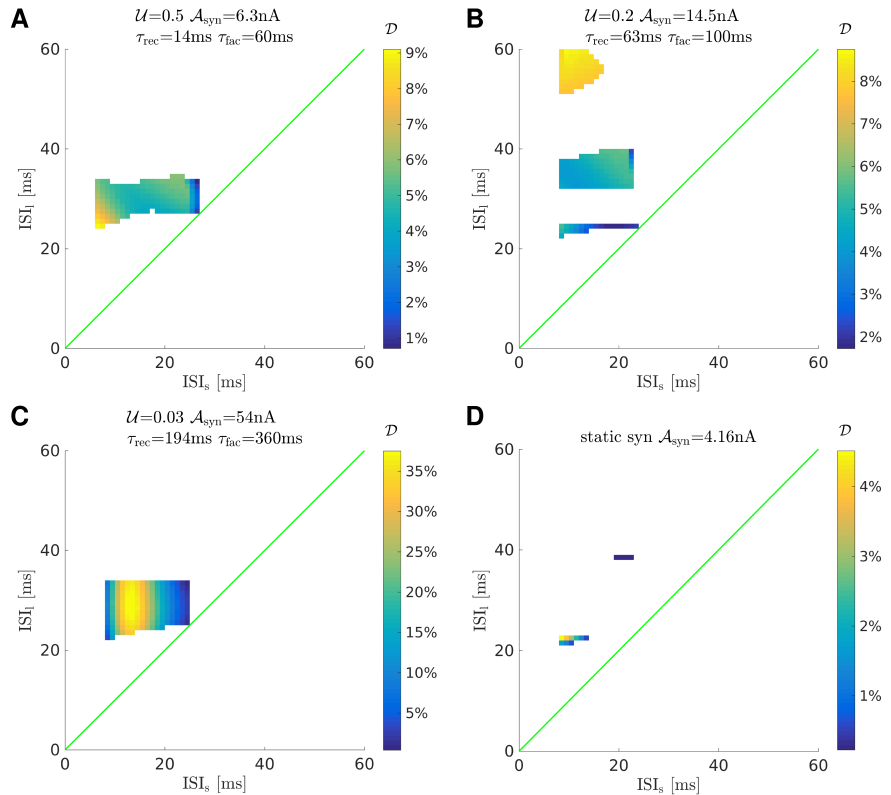 A
𝒰=0.5 𝒜syn=6.3nA
τrec=14ms τfac=60ms
𝒟
60
40
20
0
ISIl [ms]
0 20 40 60
ISIs [ms]
9%
8%
7%
6%
5%
4%
3%
2%
1%
B
𝒰=0.2 𝒜syn=14.5nA
τrec=63ms τfac=100ms
𝒟
60
40
20
0
ISIl [ms]
0 20 40 60
ISIs [ms]
8%
7%
6%
5%
4%
3%
2%
C
𝒰=0.03 𝒜syn=54nA
τrec=194ms τfac=360ms
𝒟
60
40
20
0
ISIl [ms]
0 20 40 60
ISIs [ms]
35%
30%
25%
20%
15%
10%
5%
D
static syn 𝒜syn=4.16nA
𝒟
60
40
20
0
ISIl [ms]
0 20 40 60
ISIs [ms]
4%
3%
2%
1%